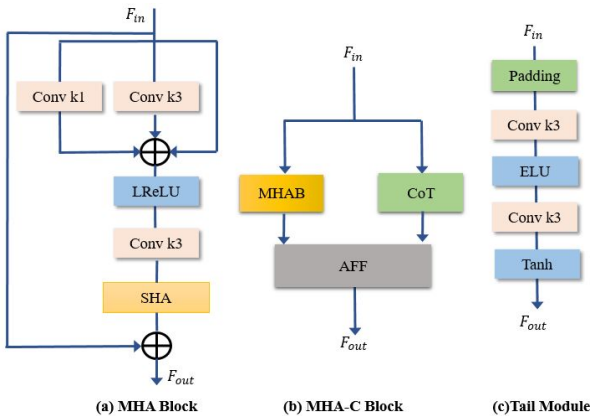 F_in
Conv k1
Conv k3
LReLU
Conv k3
SHA
F_out
(a) MHA Block
F_in
MHAB
CoT
AFF
F_out
(b) MHA-C Block
F_in
Padding
Conv k3
ELU
Conv k3
Tanh
F_out
(c)Tail Module